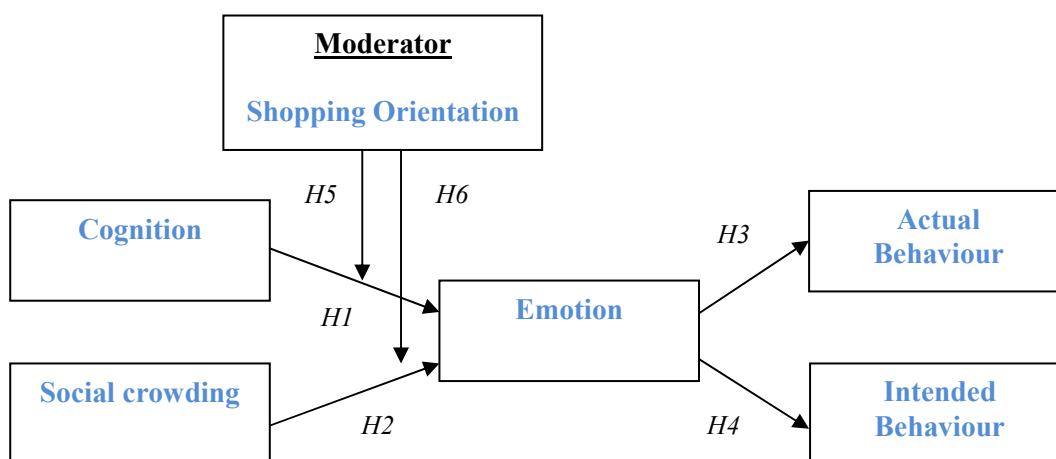 Moderator
Shopping Orientation
H5
H6
Cognition
H1
Social crowding
H2
Emotion
H3
Actual
Behaviour
H4
Intended
Behaviour